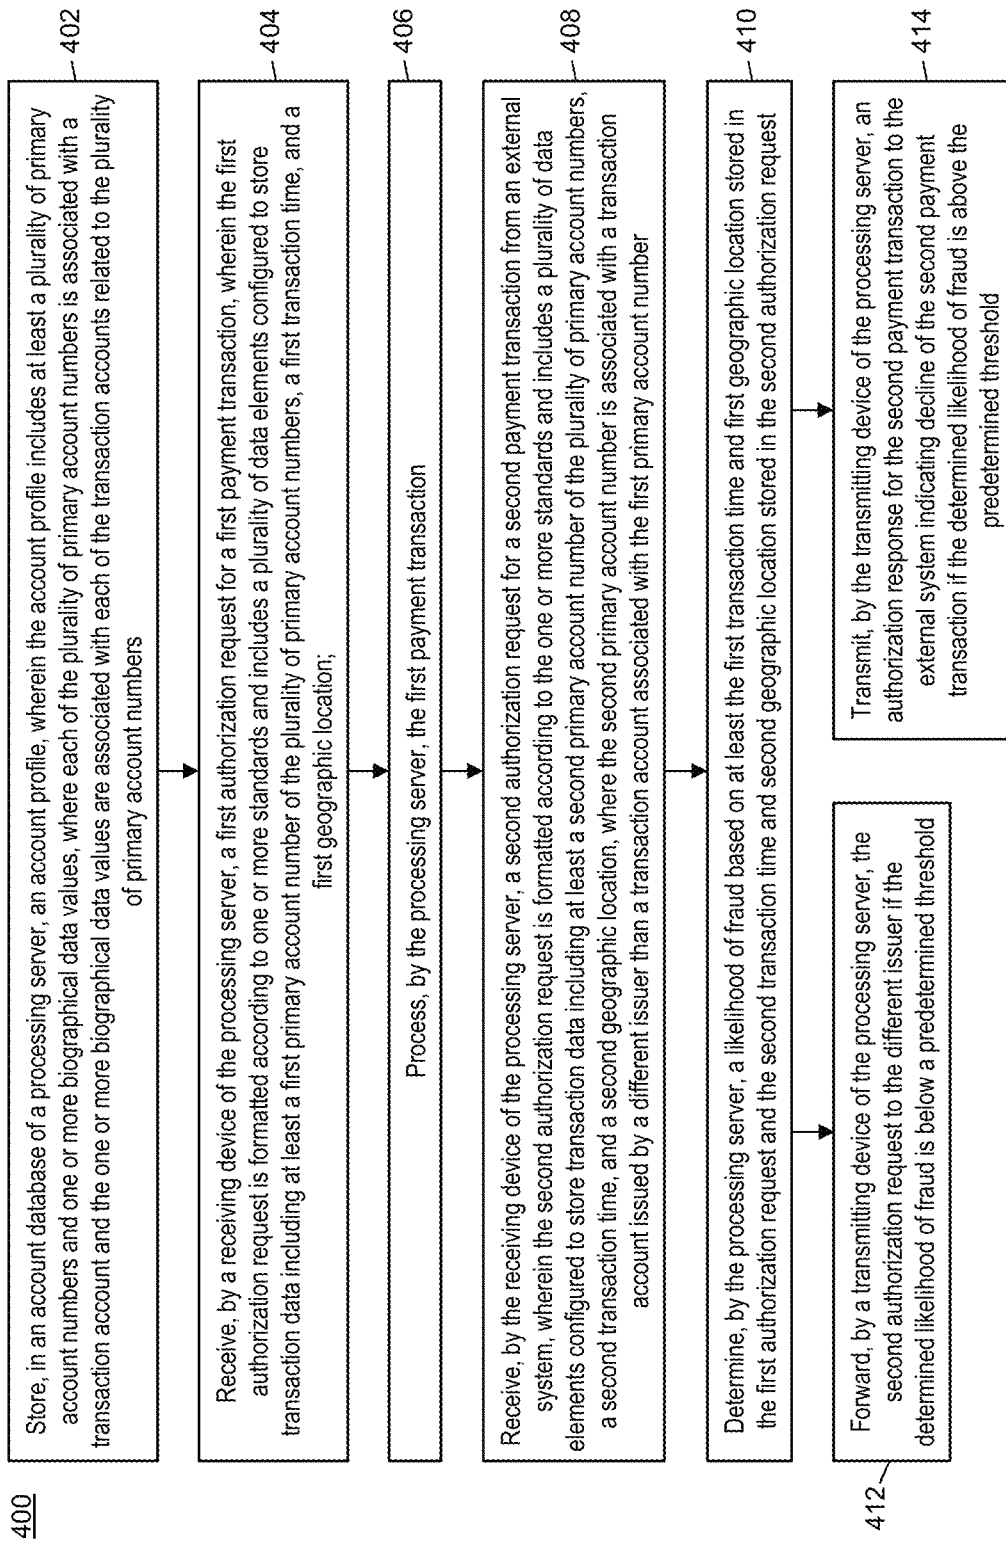 400
Store, in an account database of a processing server, an account profile, wherein the account profile includes at least a plurality of primary
account numbers and one or more biographical data values, where each of the plurality of primary account numbers is associated with a
transaction account and the one or more biographical data values are associated with each of the transaction accounts related to the plurality
of primary account numbers
402
Receive, by a receiving device of the processing server, a first authorization request for a first payment transaction, wherein the first
authorization request is formatted according to one or more standards and includes a plurality of data elements configured to store
transaction data including at least a first primary account number of the plurality of primary account numbers, a first transaction time, and a
first geographic location;
404
Process, by the processing server, the first payment transaction
406
Receive, by the receiving device of the processing server, a second authorization request for a second payment transaction from an external
system, wherein the second authorization request is formatted according to the one or more standards and includes a plurality of data
elements configured to store transaction data including at least a second primary account number of the plurality of primary account numbers,
a second transaction time, and a second geographic location, where the second primary account number is associated with a transaction
account issued by a different issuer than a transaction account associated with the first primary account number
408
Determine, by the processing server, a likelihood of fraud based on at least the first transaction time and first geographic location stored in
the first authorization request and the second transaction time and second geographic location stored in the second authorization request
410
Forward, by a transmitting device of the processing server, the
second authorization request to the different issuer if the
determined likelihood of fraud is below a predetermined threshold
412
Transmit, by the transmitting device of the processing server, an
authorization response for the second payment transaction to the
external system indicating decline of the second payment
transaction if the determined likelihood of fraud is above the
predetermined threshold
414